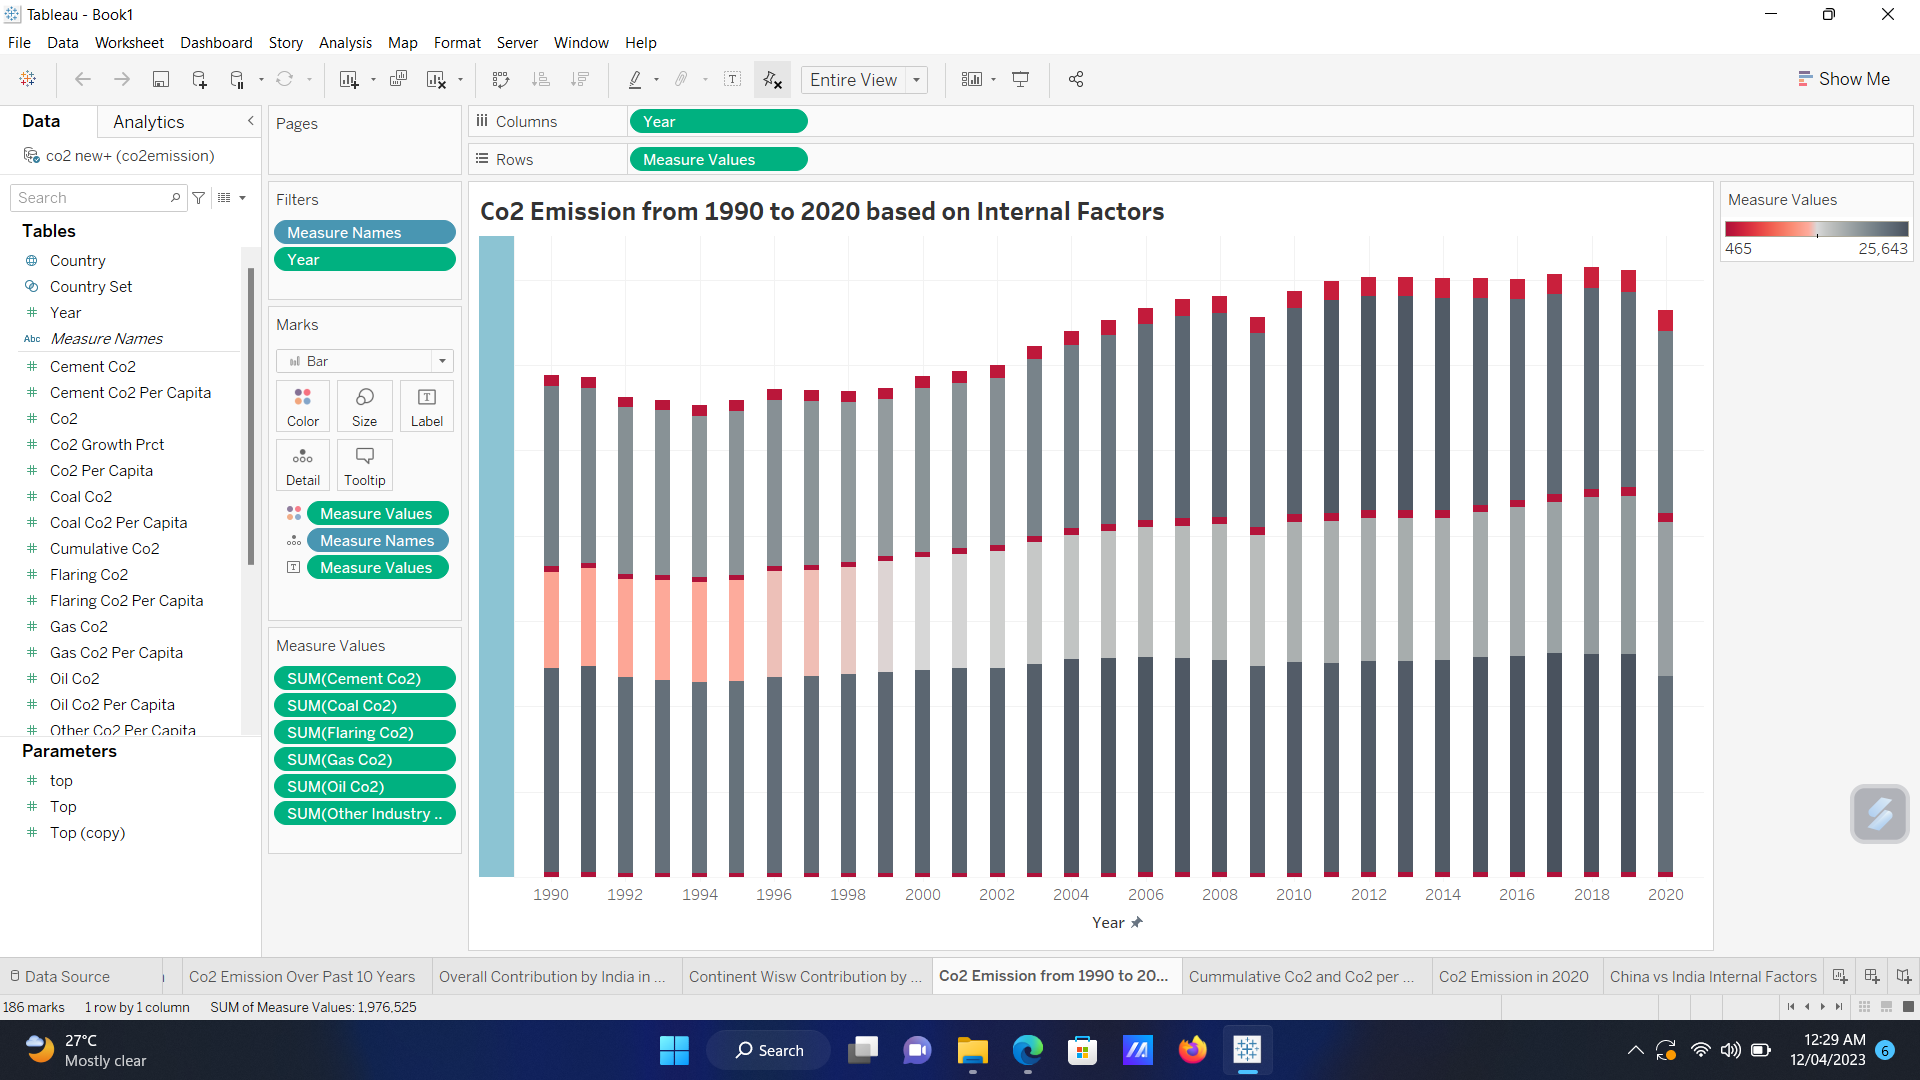 Tableau - Book1
File Data Worksheet Dashboard Story Analysis Map Format Server Window Help
Entire View
Show Me
Data
Analytics
co2 new+ (co2emission)
Search
Tables
Country
Country Set
Year
Abc Measure Names
Cement Co2
Cement Co2 Per Capita
Co2
Co2 Growth Prct
Co2 Per Capita
Coal Co2
Coal Co2 Per Capita
Cumulative Co2
Flaring Co2
Flaring Co2 Per Capita
Gas Co2
Gas Co2 Per Capita
Oil Co2
Oil Co2 Per Capita
Other Co2 Per Capita
Parameters
top
Top
Top (copy)
Pages
Filters
Measure Names
Year
Marks
Bar
Color Size Label
Detail Tooltip
Measure Values
Measure Names
Measure Values
Measure Values
SUM(Cement Co2)
SUM(Coal Co2)
SUM(Flaring Co2)
SUM(Gas Co2)
SUM(Oil Co2)
SUM(Other Industry ..
Columns Year
Rows Measure Values
Co2 Emission from 1990 to 2020 based on Internal Factors
1990 1992 1994 1996 1998 2000 2002 2004 2006 2008 2010 2012 2014 2016 2018 2020
Year
Measure Values
465 25,643
Data Source
Co2 Emission Over Past 10 Years
Overall Contribution by India in ...
Continent Wisw Contribution by ...
Co2 Emission from 1990 to 20...
Cummulative Co2 and Co2 per ...
Co2 Emission in 2020
China vs India Internal Factors
186 marks 1 row by 1 column SUM of Measure Values: 1,976,525
27°C
Mostly clear
Search
12:29 AM
12/04/2023
6